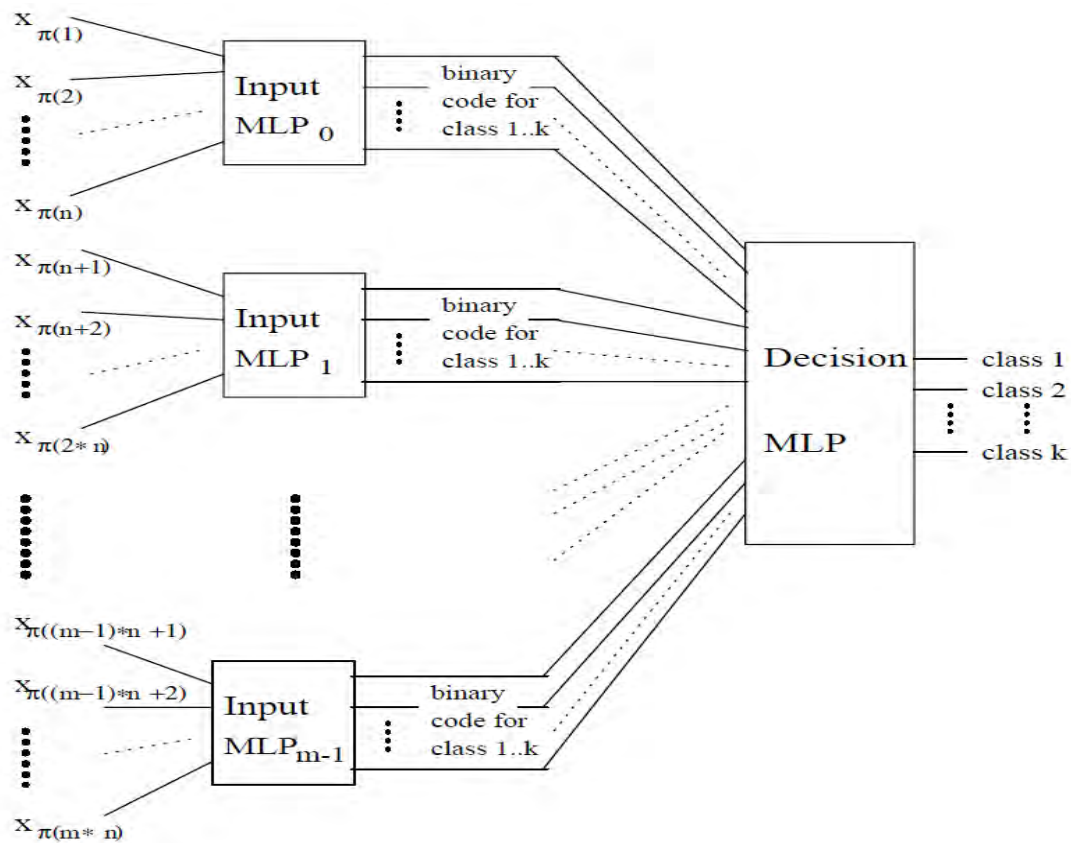 x π(1)
x π(2)
x π(n)
Input
MLP 0
binary
code for
class 1..k
x π(n+1)
x π(n+2)
x π(2* n)
Input
MLP 1
binary
code for
class 1..k
Decision
MLP
class 1
class 2
class k
x π((m−1)*n +1)
x π((m−1)*n +2)
x π(m* n)
Input
MLP m-1
binary
code for
class 1..k